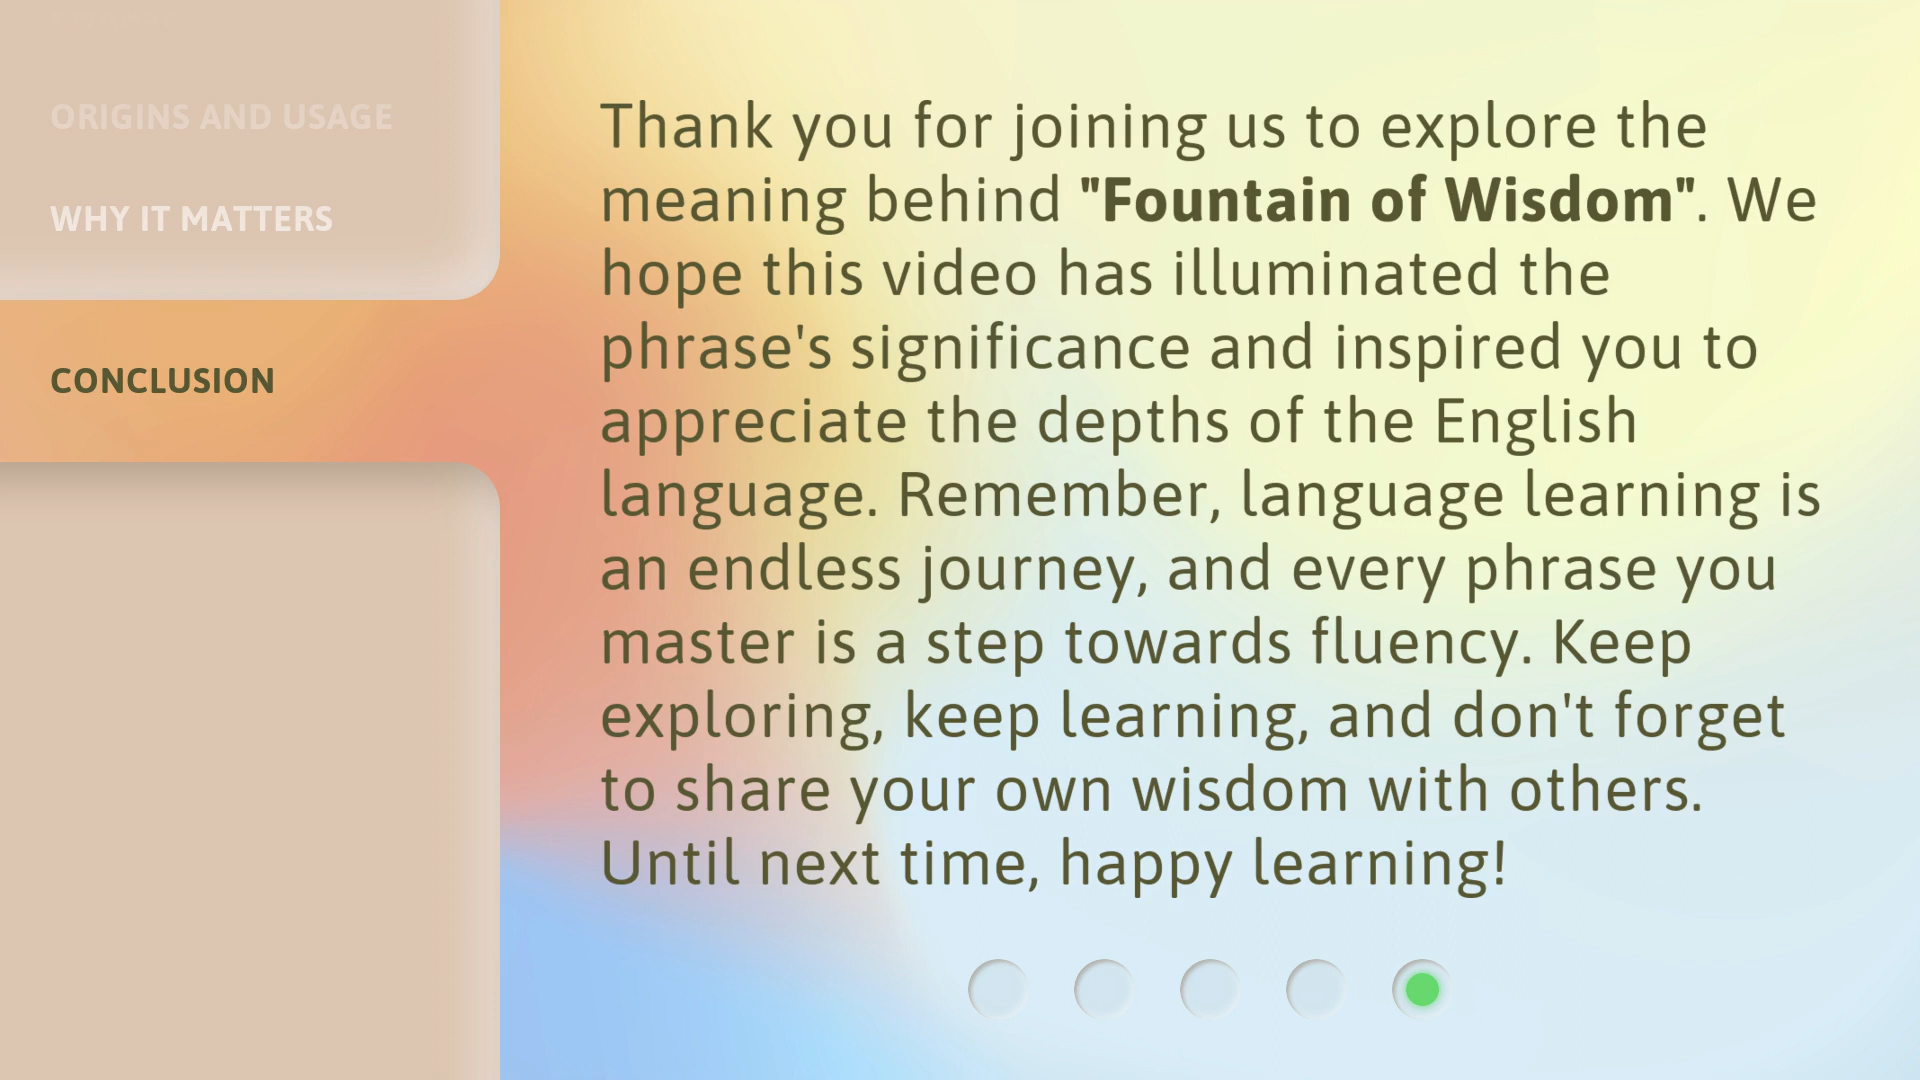 ORIGINS AND USAGE
WHY IT MATTERS
CONCLUSION
Thank you for joining us to explore the
meaning behind "Fountain of Wisdom". We
hope this video has illuminated the
phrase's significance and inspired you to
appreciate the depths of the English
language. Remember, language learning is
an endless journey, and every phrase you
master is a step towards fluency. Keep
exploring, keep learning, and don't forget
to share your own wisdom with others.
Until next time, happy learning!